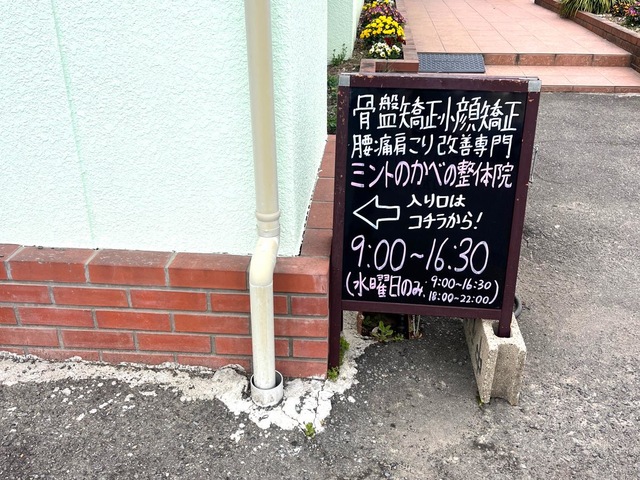 骨盤矯正・小顔矯正
腰痛肩こり改善専門
ミントのかべの整体院
入り口は
コチラから!
9:00〜16:30
(水曜日のみ 9:00〜16:30
18:00〜22:00)